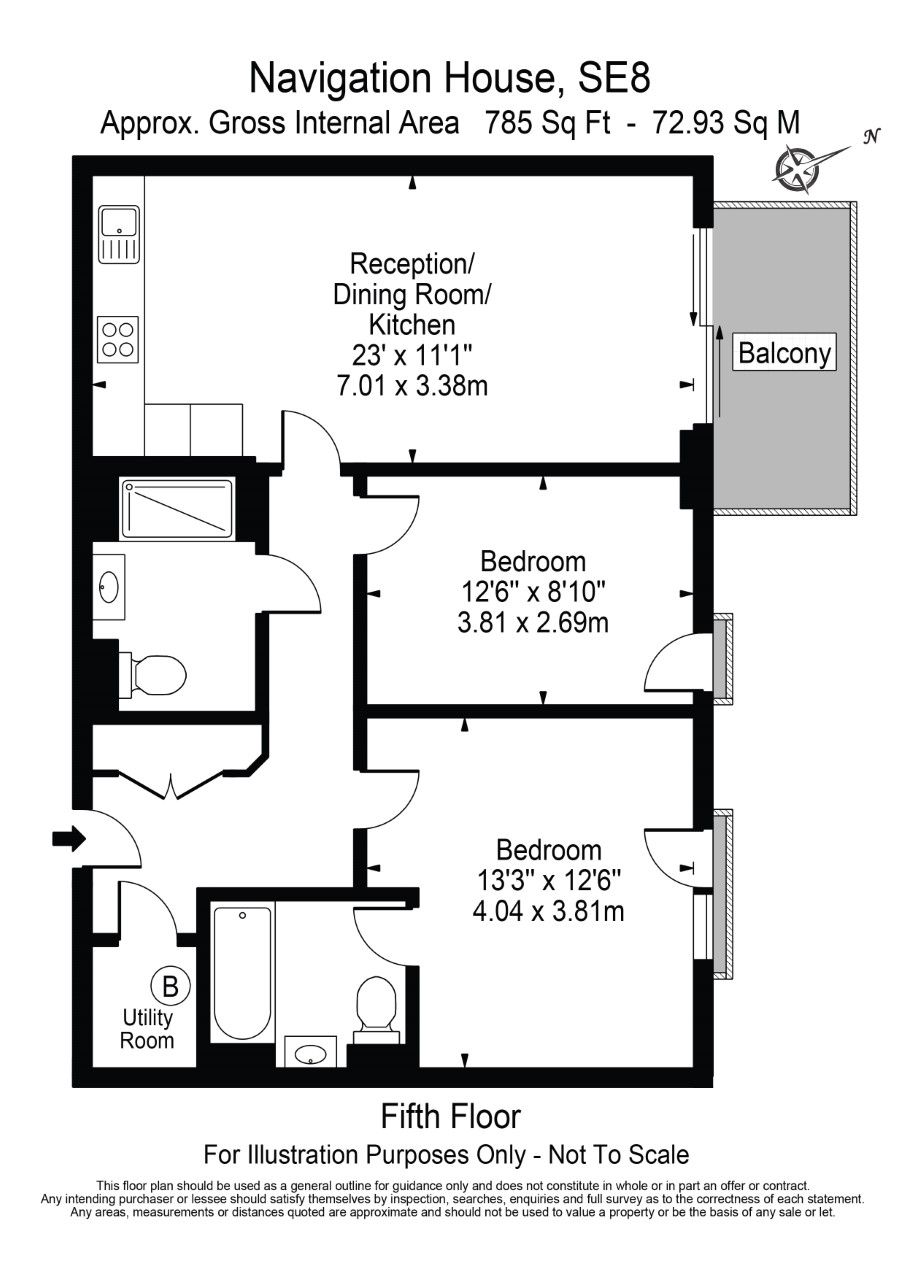 Navigation House, SE8
Approx. Gross Internal Area 785 Sq Ft - 72.93 Sq M
N
Reception/
Dining Room/
Kitchen
23' x 11'1"
7.01 x 3.38m
Balcony
Bedroom
12'6" x 8'10"
3.81 x 2.69m
Bedroom
13'3" x 12'6"
4.04 x 3.81m
B
Utility
Room
Fifth Floor
For Illustration Purposes Only - Not To Scale
This floor plan should be used as a general outline for guidance only and does not constitute in whole or in part an offer or contract.
Any intending purchaser or lessee should satisfy themselves by inspection, searches, enquiries and full survey as to the correctness of each statement.
Any areas, measurements or distances quoted are approximate and should not be used to value a property or be the basis of any sale or let.